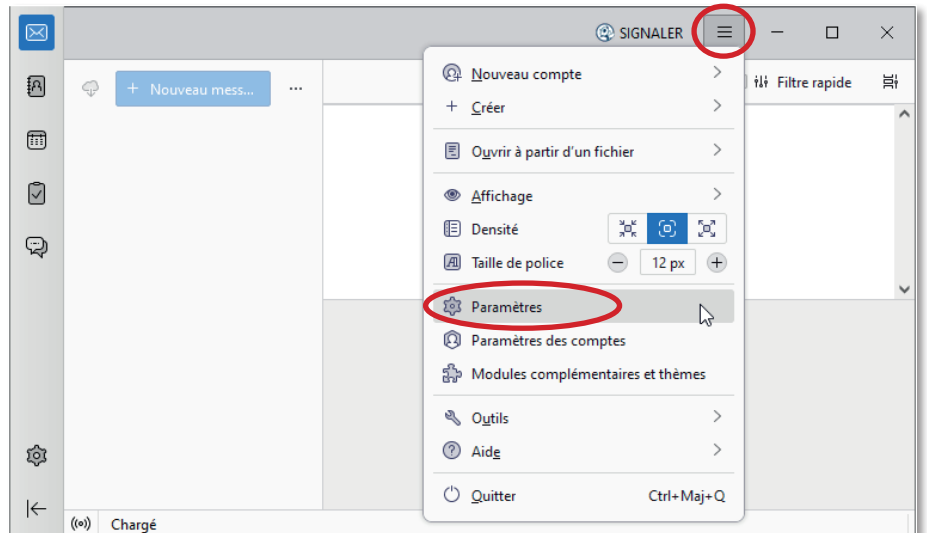 SIGNALER
+ Nouveau mess... ...
Filtre rapide
Nouveau compte
+ Créer
Ouvrir à partir d'un fichier
Affichage
Densité
Taille de police
12 px
Paramètres
Paramètres des comptes
Modules complémentaires et thèmes
Outils
Aide
Quitter Ctrl+Maj+Q
Chargé